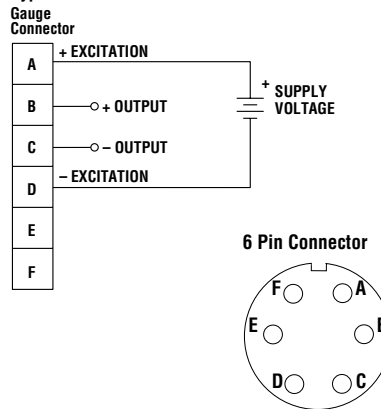 Gauge
Connector
A
+ EXCITATION
B
+ OUTPUT
C
– OUTPUT
D
– EXCITATION
E
F
+ SUPPLY
VOLTAGE
6 Pin Connector
F A
E
D C